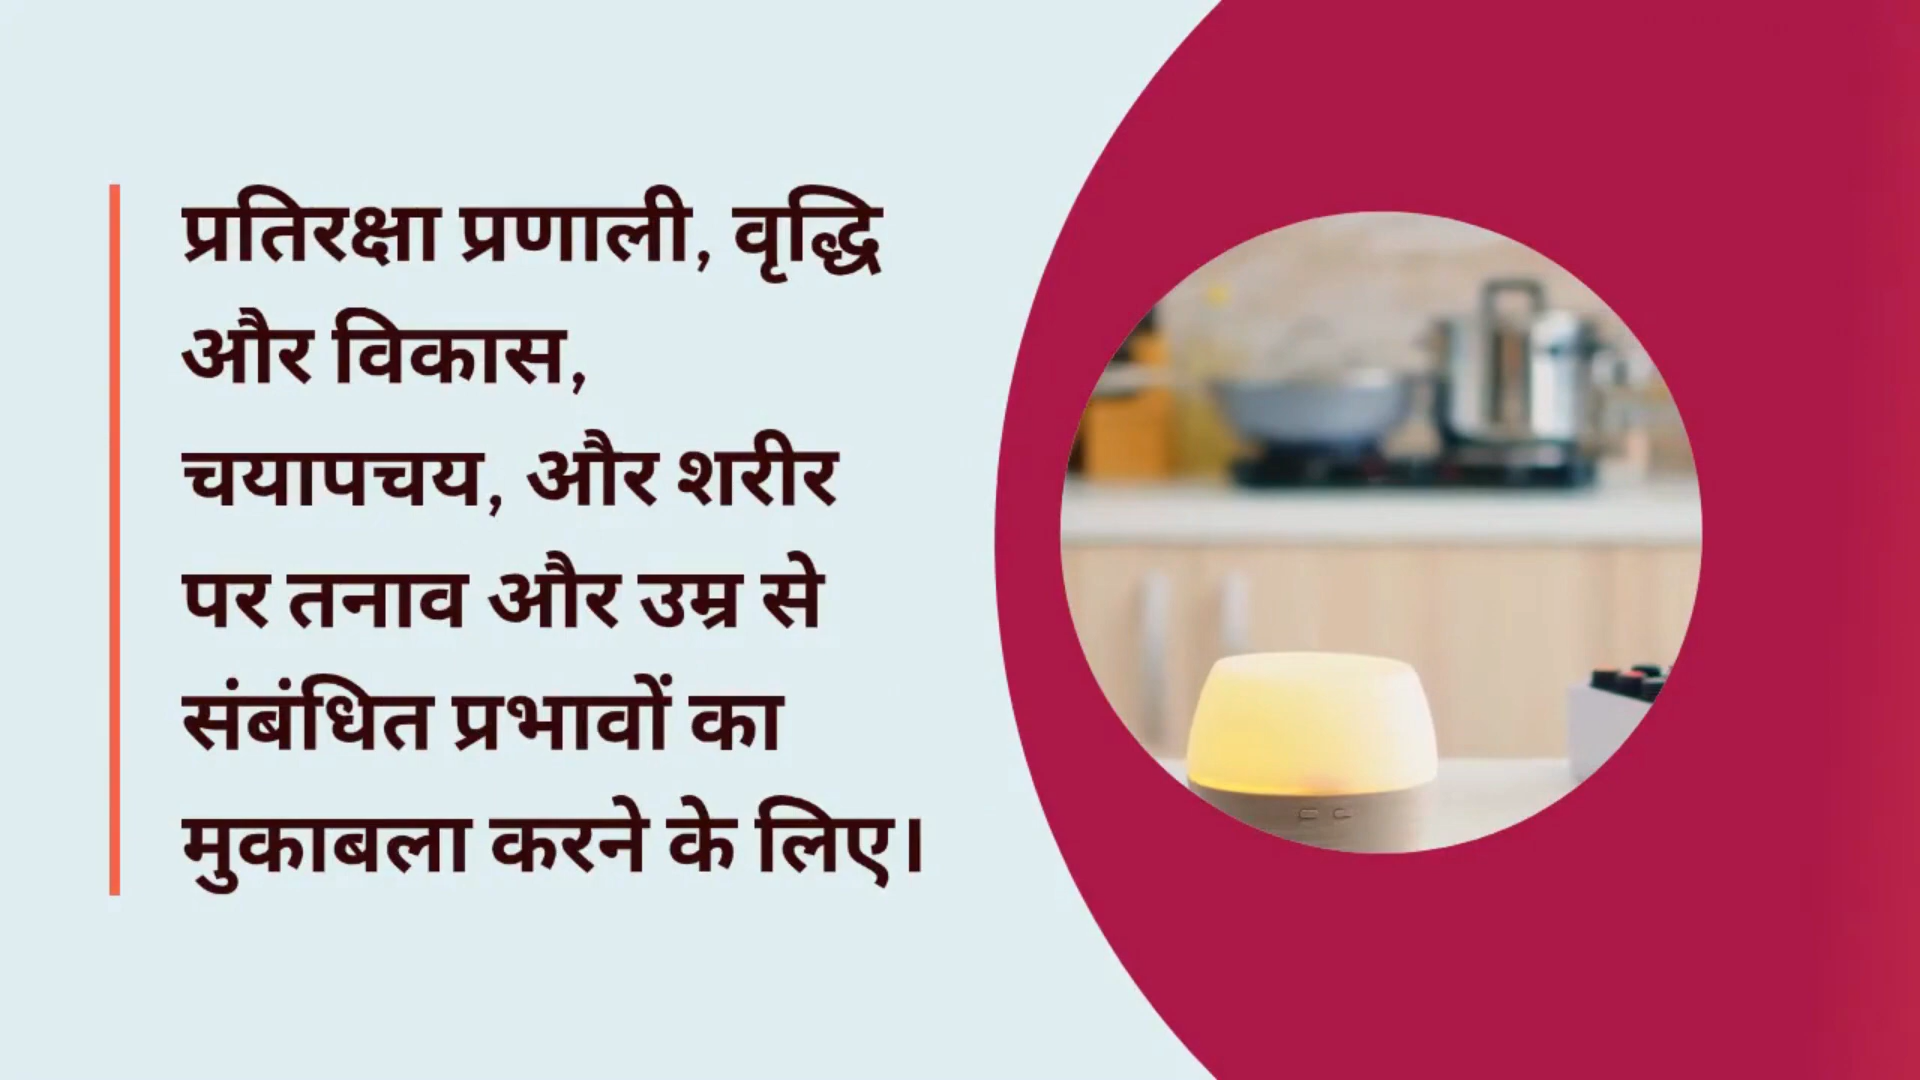 प्रतिरक्षा प्रणाली, वृद्धि
और विकास,
चयापचय, और शरीर
पर तनाव और उम्र से
संबंधित प्रभावों का
मुकाबला करने के लिए।